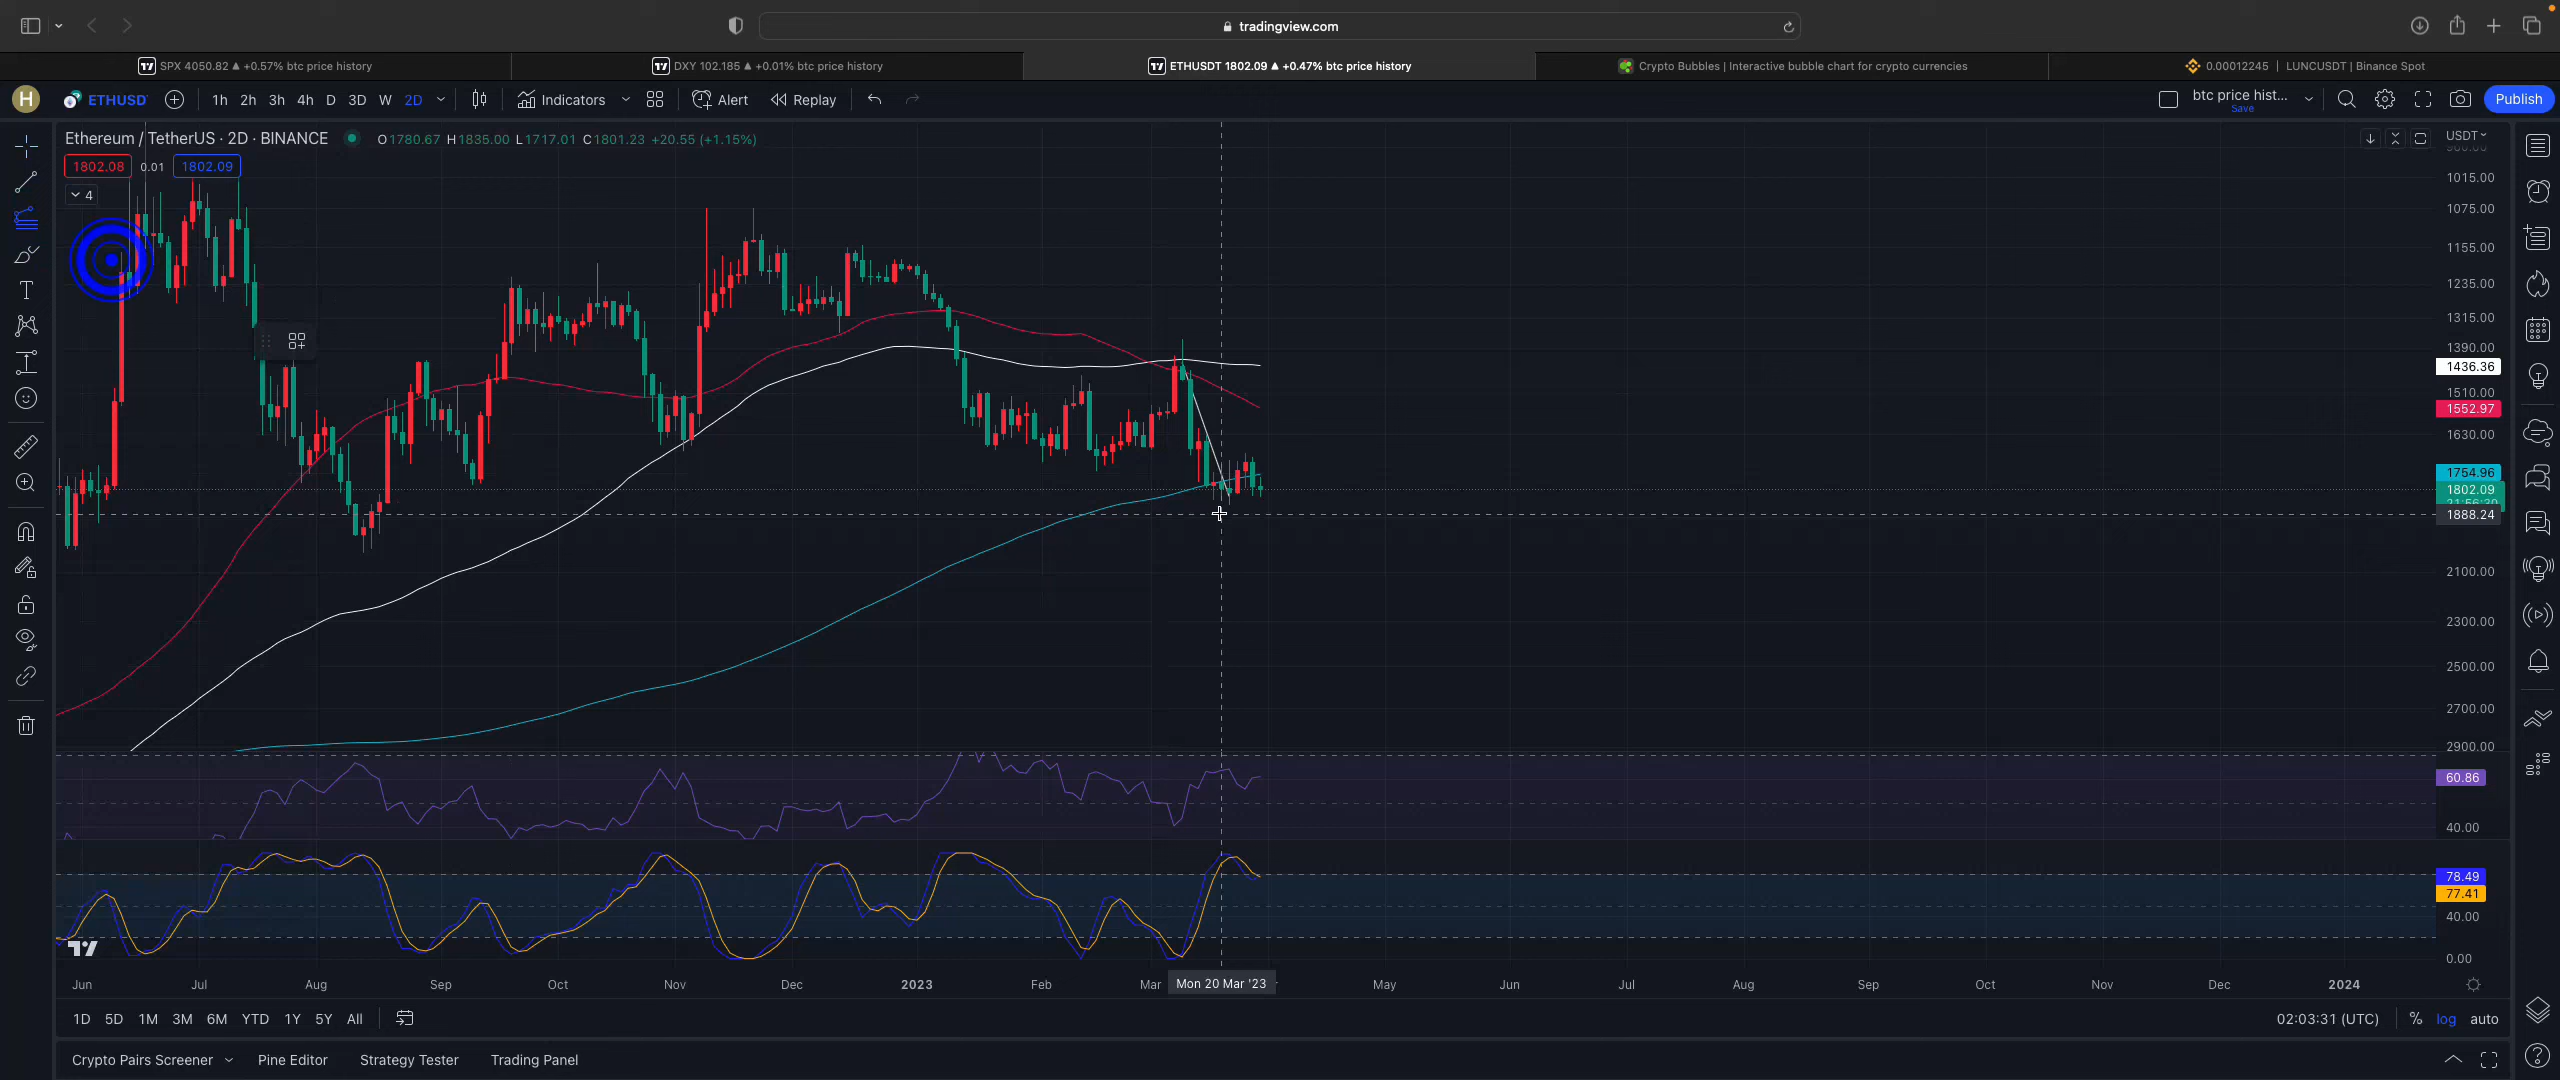 tradingview.com
SPX 4050.82 ▲ +0.57% btc price history
DXY 102.185 ▲ +0.01% btc price history
ETHUSDT 1802.09 ▲ +0.47% btc price history
Crypto Bubbles | Interactive bubble chart for crypto currencies
0.00012245 | LUNCUSDT | Binance Spot
H
ETHUSD
1h 2h 3h 4h D 3D W 2D
Indicators
Alert
Replay
btc price hist...
Save
Publish
Ethereum / TetherUS · 2D · BINANCE
O1780.67 H1835.00 L1717.01 C1801.23 +20.55 (+1.15%)
USDT
1802.08 0.01 1802.09
4
1015.00
1075.00
1155.00
1235.00
1315.00
1390.00
1436.36
1510.00
1552.97
1630.00
1754.96
1802.09
1888.24
2100.00
2300.00
2500.00
2700.00
2900.00
60.86
40.00
78.49
77.41
40.00
0.00
Jun Jul Aug Sep Oct Nov Dec 2023 Feb Mar Mon 20 Mar '23 May Jun Jul Aug Sep Oct Nov Dec 2024
1D 5D 1M 3M 6M YTD 1Y 5Y All
02:03:31 (UTC) % log auto
Crypto Pairs Screener Pine Editor Strategy Tester Trading Panel